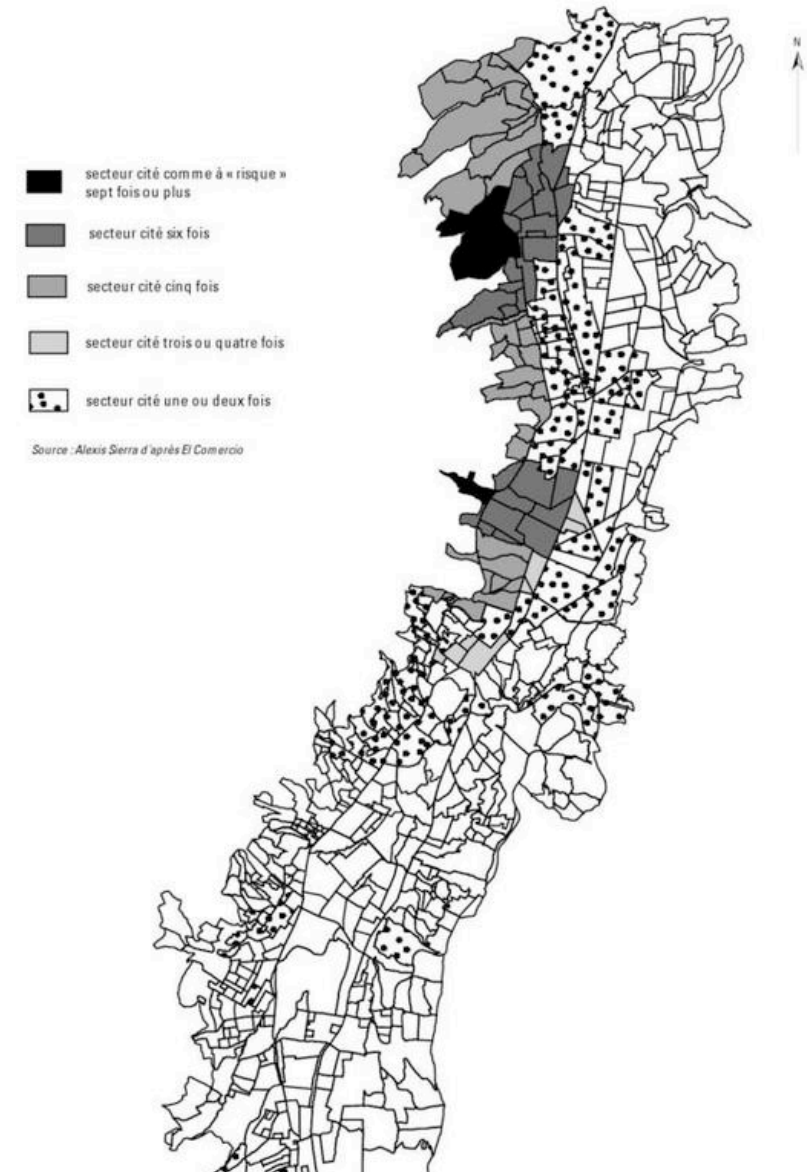 N
secteur cité comme à « risque »
sept fois ou plus
secteur cité six fois
secteur cité cinq fois
secteur cité trois ou quatre fois
secteur cité une ou deux fois
Source : Alexis Sierra d'après El Comercio